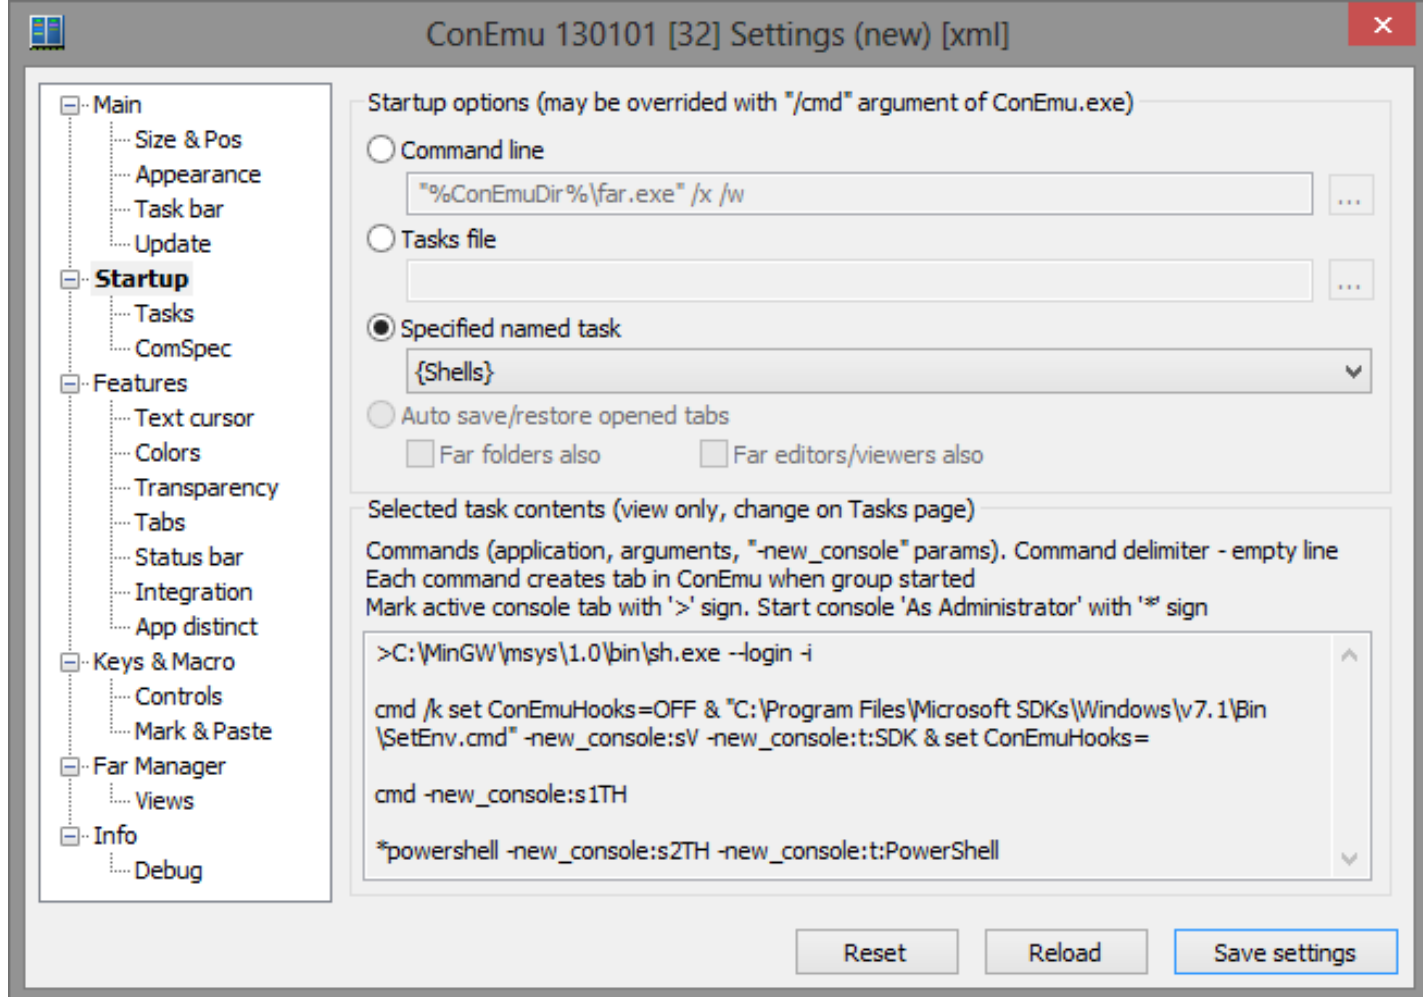 ConEmu 130101 [32] Settings (new) [xml]
Main
Size & Pos
Appearance
Task bar
Update
Startup
Tasks
ComSpec
Features
Text cursor
Colors
Transparency
Tabs
Status bar
Integration
App distinct
Keys & Macro
Controls
Mark & Paste
Far Manager
Views
Info
Debug
Startup options (may be overrided with "/cmd" argument of ConEmu.exe)
Command line
"%ConEmuDir%\far.exe" /x /w
...
Tasks file
...
Specified named task
{Shells}
Auto save/restore opened tabs
Far folders also
Far editors/viewers also
Selected task contents (view only, change on Tasks page)
Commands (application, arguments, "-new_console" params). Command delimiter - empty line
Each command creates tab in ConEmu when group started
Mark active console tab with '>' sign. Start console 'As Administrator' with '*' sign
>C:\MinGW\msys\1.0\bin\sh.exe --login -i
cmd /k set ConEmuHooks=OFF & "C:\Program Files\Microsoft SDKs\Windows\v7.1\Bin
\SetEnv.cmd" -new_console:sV -new_console:t:SDK & set ConEmuHooks=
cmd -new_console:s1TH
*powershell -new_console:s2TH -new_console:t:PowerShell
Reset
Reload
Save settings